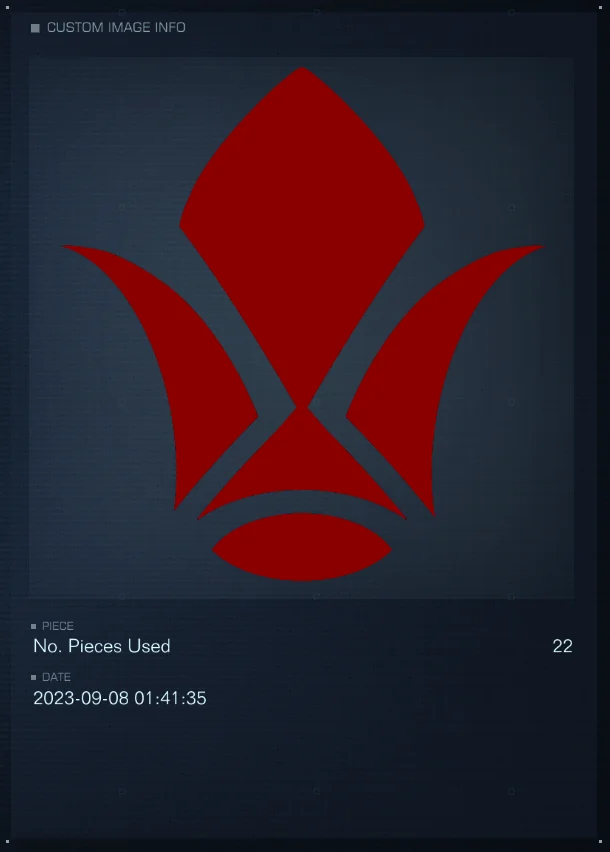 CUSTOM IMAGE INFO
PIECE
No. Pieces Used 22
DATE
2023-09-08 01:41:35